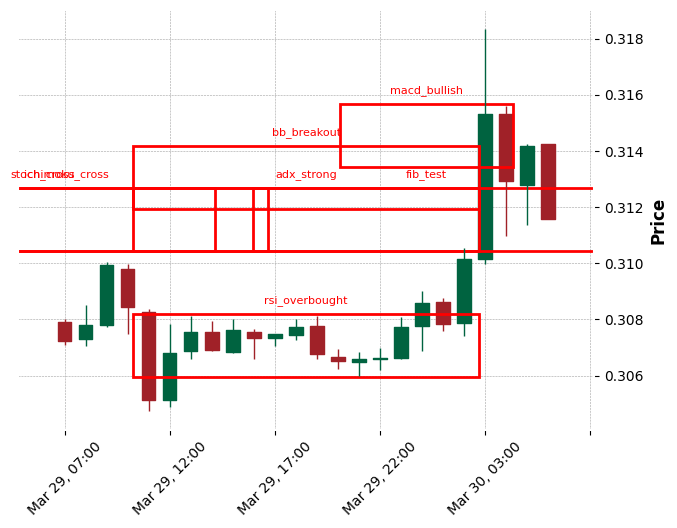 0.318
macd_bullish
0.316
bb_breakout
0.314
adx_strong
fib_test
0.312
Price
0.310
rsi_overbought
0.308
0.306
Mar 29, 07:00
Mar 29, 12:00
Mar 29, 17:00
Mar 29, 22:00
Mar 30, 03:00